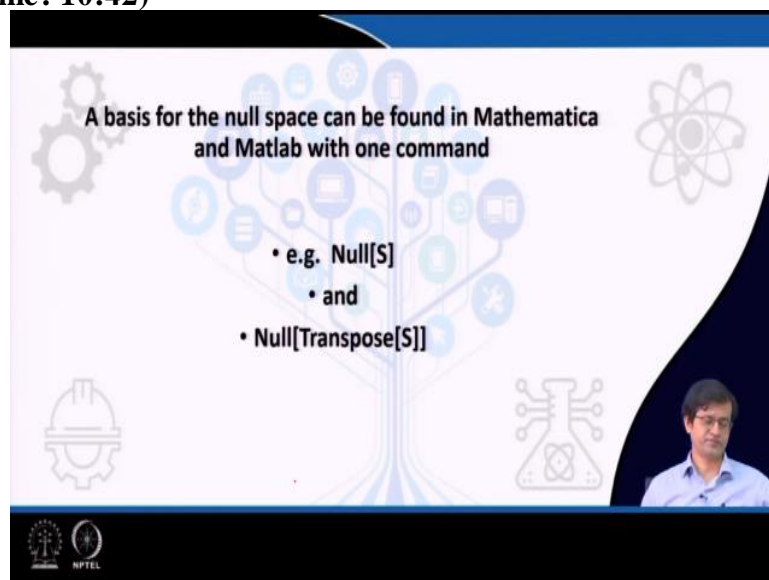 10:42)
A basis for the null space can be found in Mathematica
and Matlab with one command
• e.g. Null[S]
• and
• Null[Transpose[S]]
NPTEL